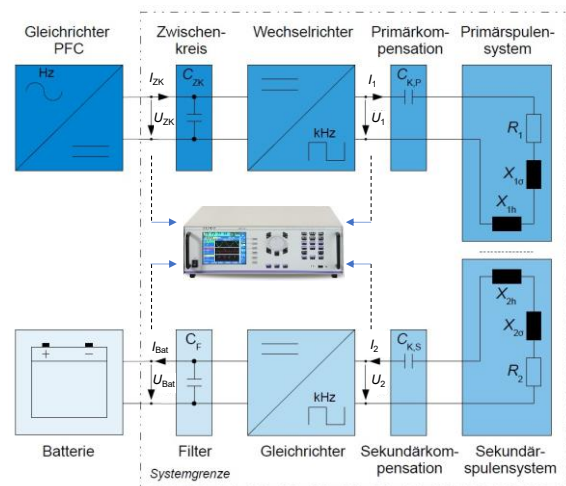 Gleichrichter
PFC
Zwischen-
kreis
Wechselrichter
Primärkom-
pensation
Primärspulen-
system
Hz
I_ZK
C_ZK
U_ZK
kHz
I_1
U_1
C_K,P
R_1
X_1σ
X_1h
X_2h
X_2σ
R_2
+
−
I_Bat
U_Bat
C_F
kHz
I_2
U_2
C_K,S
Batterie
Filter
Gleichrichter
Sekundärkom-
pensation
Sekundär-
spulensystem
Systemgrenze